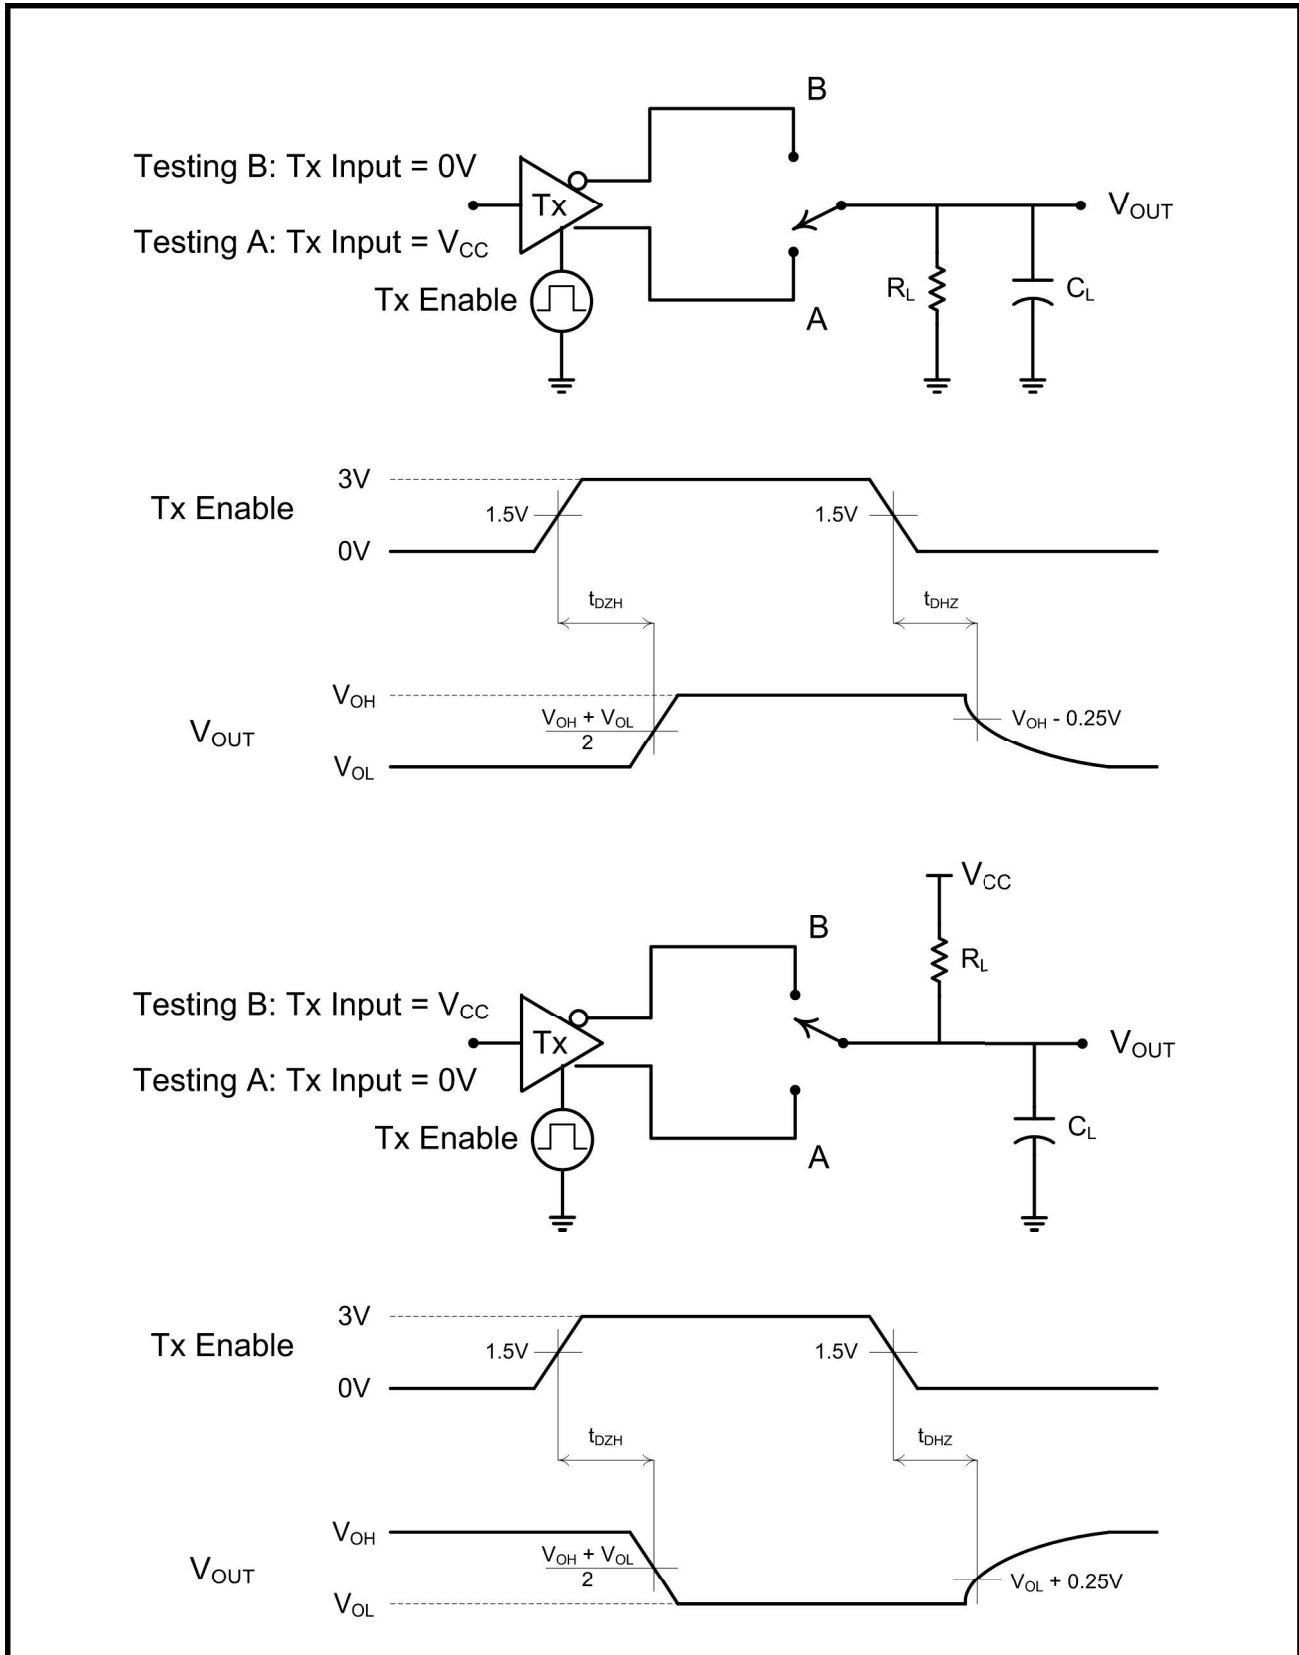 B
Testing B: Tx Input = 0V
Tx
VOUT
Testing A: Tx Input = VCC
RL
CL
Tx Enable
A
3V
Tx Enable
1.5V
1.5V
0V
tDZH
tDHZ
VOH
VOUT
VOH + VOL
2
VOH - 0.25V
VOL
VCC
B
RL
Testing B: Tx Input = VCC
Tx
VOUT
Testing A: Tx Input = 0V
CL
Tx Enable
A
3V
Tx Enable
1.5V
1.5V
0V
tDZH
tDHZ
VOH
VOUT
VOH + VOL
2
VOL + 0.25V
VOL